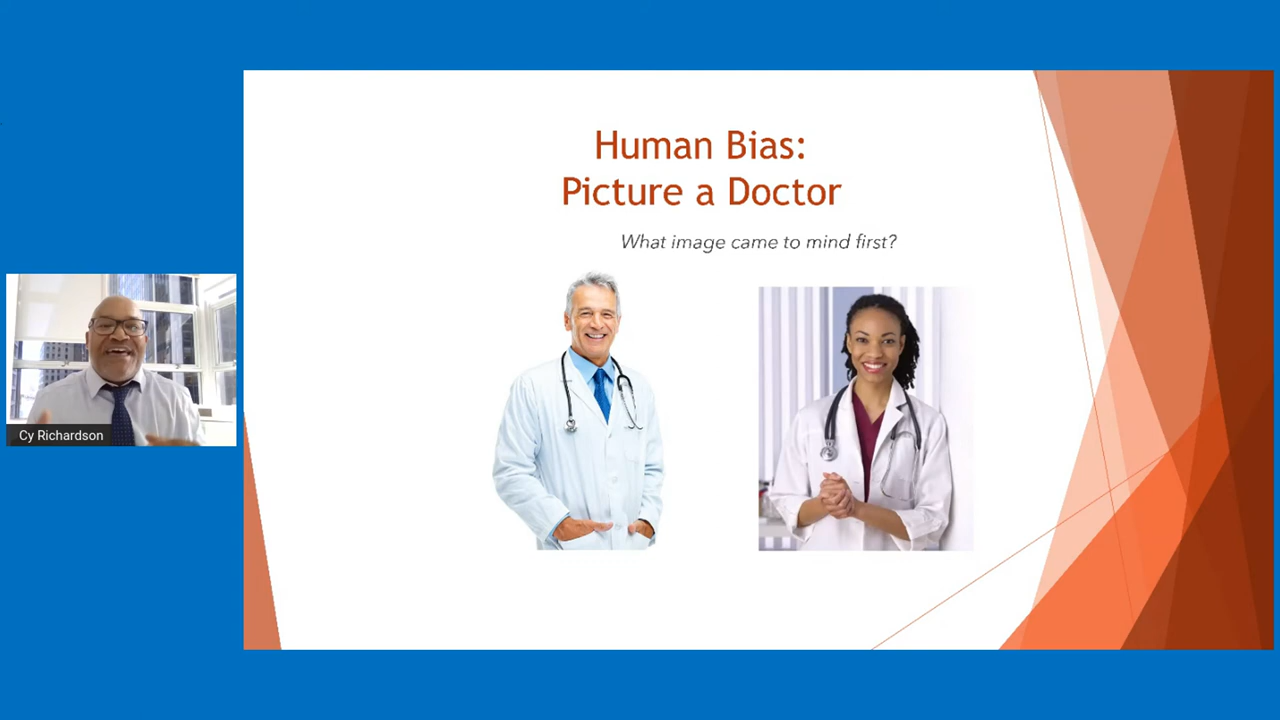 Human Bias:
Picture a Doctor
What image came to mind first?
Cy Richardson